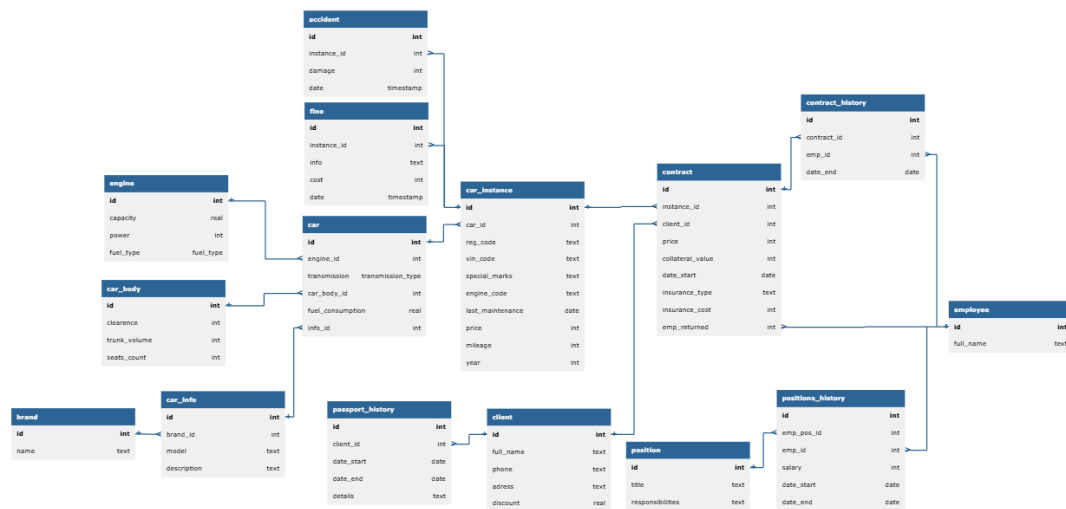 accident
id int
instance_id int
damage int
date timestamp
fine
id int
instance_id int
info text
cost int
date timestamp
engine
id int
capacity real
power int
fuel_type fuel_type
car_body
id int
clearence int
trunk_volume int
seats_count int
car
id int
engine_id int
transmission transmission_type
car_body_id int
fuel_consumption real
info_id int
brand
id int
name text
car_info
id int
brand_id int
model text
description text
car_instance
id int
car_id int
reg_code text
vin_code text
special_marks text
engine_code text
last_maintenance date
price int
mileage int
year int
passport_history
id int
client_id int
date_start date
date_end date
details text
client
id int
full_name text
phone text
adress text
discount real
contract
id int
instance_id int
client_id int
price int
collateral_value int
date_start date
insurance_type text
insurance_cost int
emp_returned int
contract_history
id int
contract_id int
emp_id int
date_end date
employee
id int
full_name text
position
id int
title text
responsibilities text
positions_history
id int
emp_pos_id int
emp_id int
salary int
date_start date
date_end date